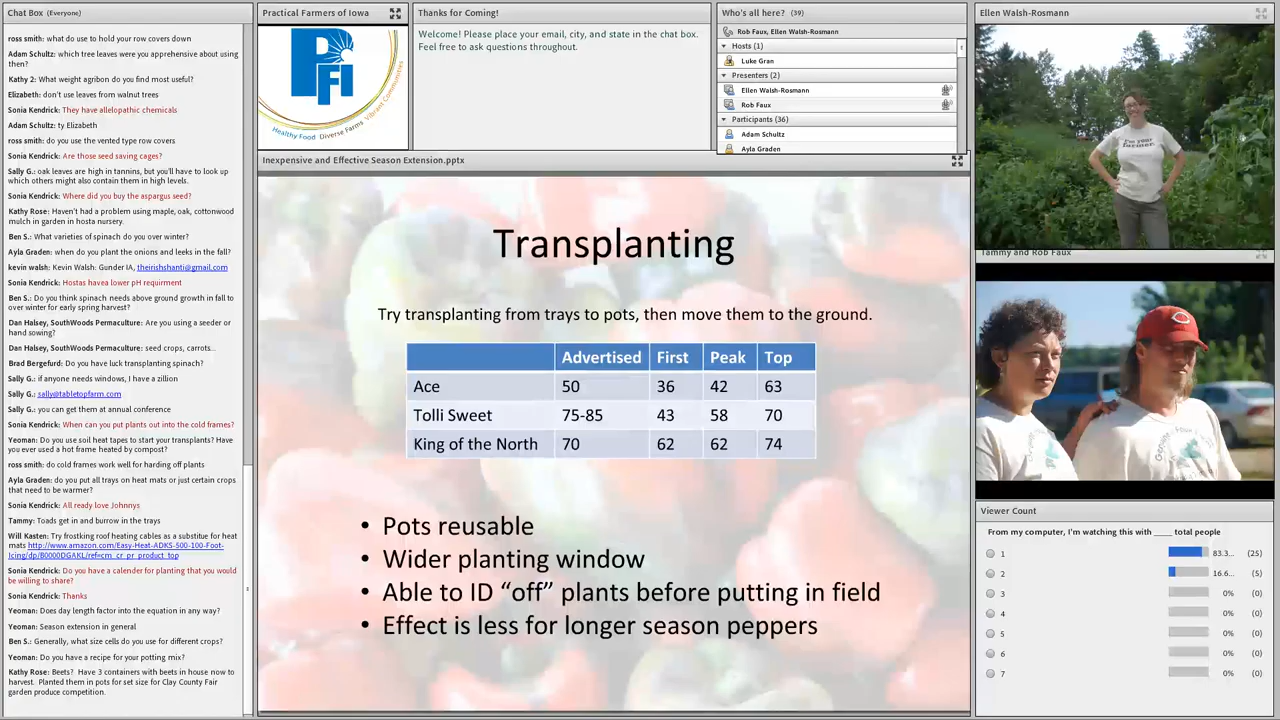 Chat Box (Everyone)
ross smith: what do use to hold your row covers down
Adam Schultz: which tree leaves were you apprehensive about using
then?
Kathy 2: What weight agribon do you find most useful?
Elizabeth: don't use leaves from walnut trees
Sonia Kendrick: They have allelopathic chemicals
Adam Schultz: ty Elizabeth
ross smith: do you use the vented type row covers
Sonia Kendrick: Are those seed saving cages?
Sally G.: oak leaves are high in tannins, but you'll have to look up
which others might also contain them in high levels.
Sonia Kendrick: Where did you buy the aspargus seed?
Kathy Rose: Haven't had a problem using maple, oak, cottonwood
mulch in garden in hosta nursery.
Ben S.: What varieties of spinach do you over winter?
Ayla Graden: when do you plant the onions and leeks in the fall?
kevin walsh: Kevin Walsh: Gunder IA, theirishshanti@gmail.com
Sonia Kendrick: Hostas havea lower pH requirment
Ben S.: Do you think spinach needs above ground growth in fall to
over winter for early spring harvest?
Dan Halsey, SouthWoods Permaculture: Are you using a seeder or
hand sowing?
Dan Halsey, SouthWoods Permaculture: seed crops, carrots...
Brad Bergefurd: Do you have luck transplanting spinach?
Sally G.: if anyone needs windows, I have a zillion
Sally G.: sally@tabletopfarm.com
Sally G.: you can get them at annual conference
Sonia Kendrick: When can you put plants out into the cold frames?
Yeoman: Do you use soil heat tapes to start your transplants? Have
you ever used a hot frame heated by compost?
ross smith: do cold frames work well for harding off plants
Ayla Graden: do you put all trays on heat mats or just certain crops
that need to be warmer?
Sonia Kendrick: All ready love Johnnys
Tammy: Toads get in and burrow in the trays
Will Kasten: Try frostking roof heating cables as a substitue for heat
mats http://www.amazon.com/Easy-Heat-ADKS-500-100-Foot-
Icing/dp/B0000DGAKL/ref=cm_cr_pr_product_top
Sonia Kendrick: Do you have a calender for planting that you would
be willing to share?
Sonia Kendrick: Thanks
Yeoman: Does day length factor into the equation in any way?
Yeoman: Season extension in general
Ben S.: Generally, what size cells do you use for different crops?
Yeoman: Do you have a recipe for your potting mix?
Kathy Rose: Beets? Have 3 containers with beets in house now to
harvest. Planted them in pots for set size for Clay County Fair
garden produce competition.
Practical Farmers of Iowa
PFI
Healthy Food Diverse Farms Vibrant Communities
Thanks for Coming!
Welcome! Please place your email, city, and state in the chat box.
Feel free to ask questions throughout.
Who's all here? (39)
Rob Faux, Ellen Walsh-Rosmann
Hosts (1)
Luke Gran
Presenters (2)
Ellen Walsh-Rosmann
Rob Faux
Participants (36)
Adam Schultz
Ayla Graden
Inexpensive and Effective Season Extension.pptx
Transplanting
Try transplanting from trays to pots, then move them to the ground.
Advertised First Peak Top
Ace 50 36 42 63
Tolli Sweet 75-85 43 58 70
King of the North 70 62 62 74
• Pots reusable
• Wider planting window
• Able to ID “off” plants before putting in field
• Effect is less for longer season peppers
Ellen Walsh-Rosmann
I'm your
farmer.
Tammy and Rob Faux
Viewer Count
From my computer, I'm watching this with ____ total people
1 83.3... (25)
2 16.6... (5)
3 0% (0)
4 0% (0)
5 0% (0)
6 0% (0)
7 0% (0)